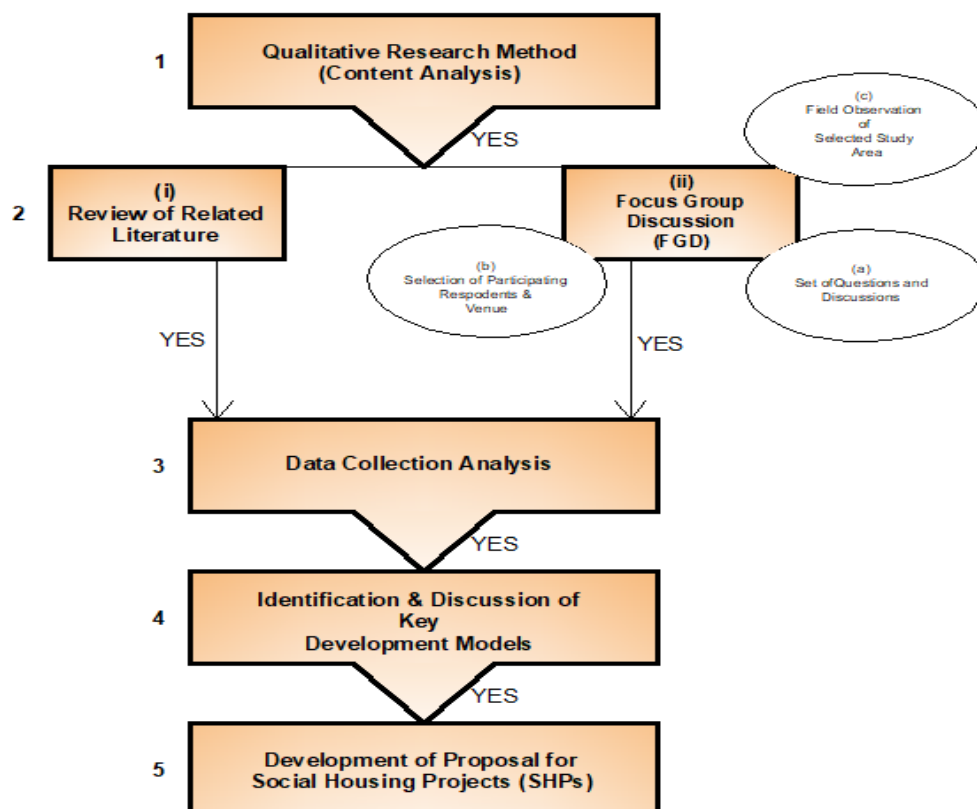 1
Qualitative Research Method
(Content Analysis)
YES
(c)
Field Observation
of
Selected Study
Area
2
(i)
Review of Related
Literature
(ii)
Focus Group
Discussion
(FGD)
(b)
Selection of Participating
Respodents &
Venue
(a)
Set ofQuestions and
Discussions
YES
YES
3
Data Collection Analysis
YES
4
Identification & Discussion of
Key
Development Models
YES
5
Development of Proposal for
Social Housing Projects (SHPs)